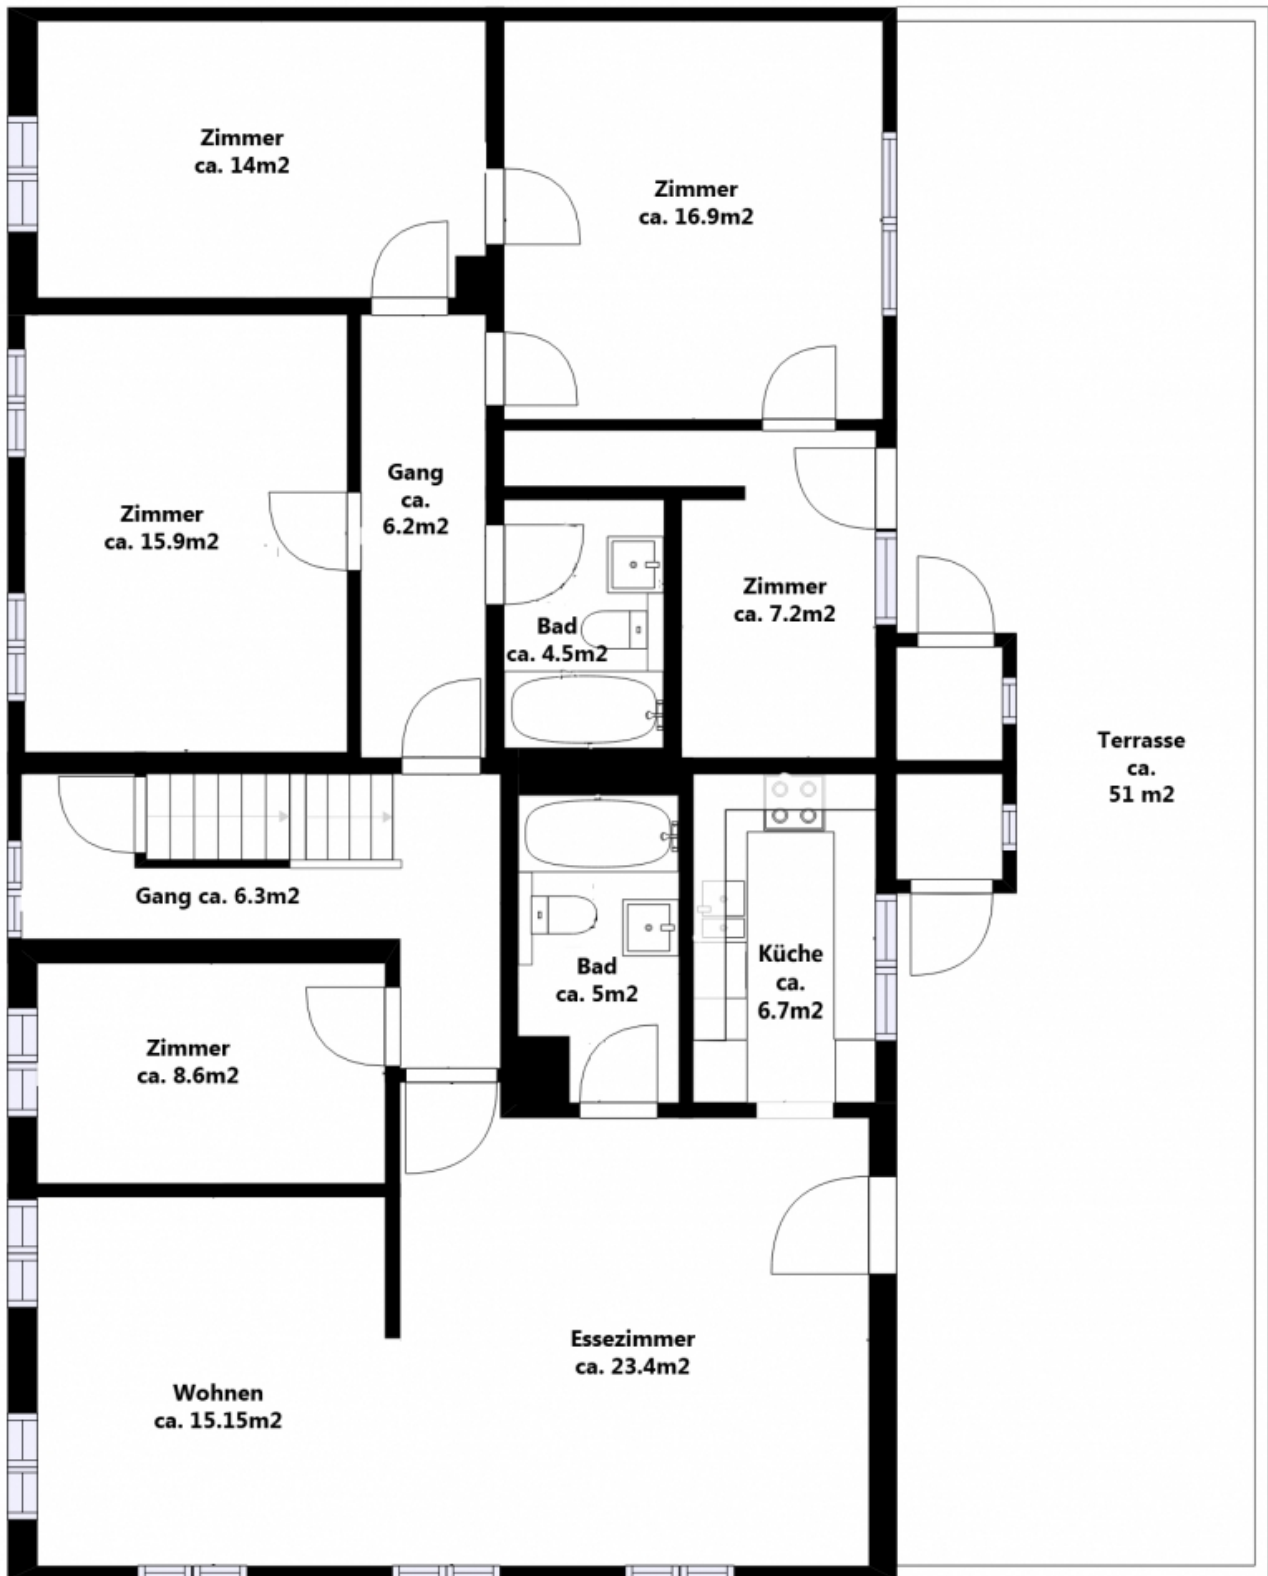 Zimmer
ca. 14m2
Zimmer
ca. 16.9m2
Zimmer
ca. 15.9m2
Gang
ca.
6.2m2
Bad
ca. 4.5m2
Zimmer
ca. 7.2m2
Terrasse
ca.
51 m2
Gang ca. 6.3m2
Bad
ca. 5m2
Küche
ca.
6.7m2
Zimmer
ca. 8.6m2
Essezimmer
ca. 23.4m2
Wohnen
ca. 15.15m2